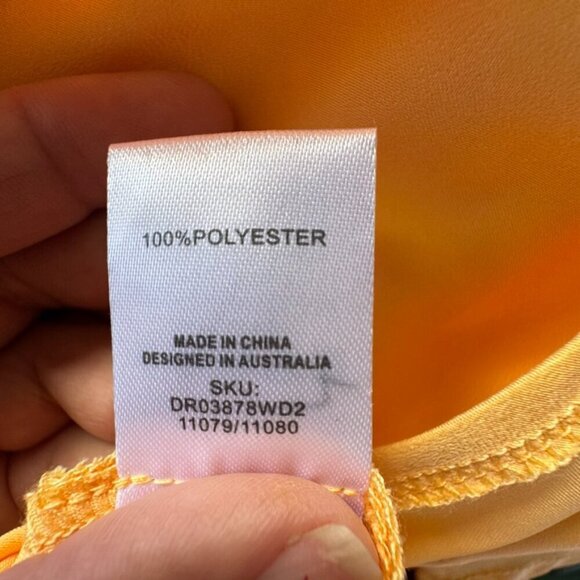 100%POLYESTER
MADE IN CHINA
DESIGNED IN AUSTRALIA
SKU:
DR03878WD2
11079/11080